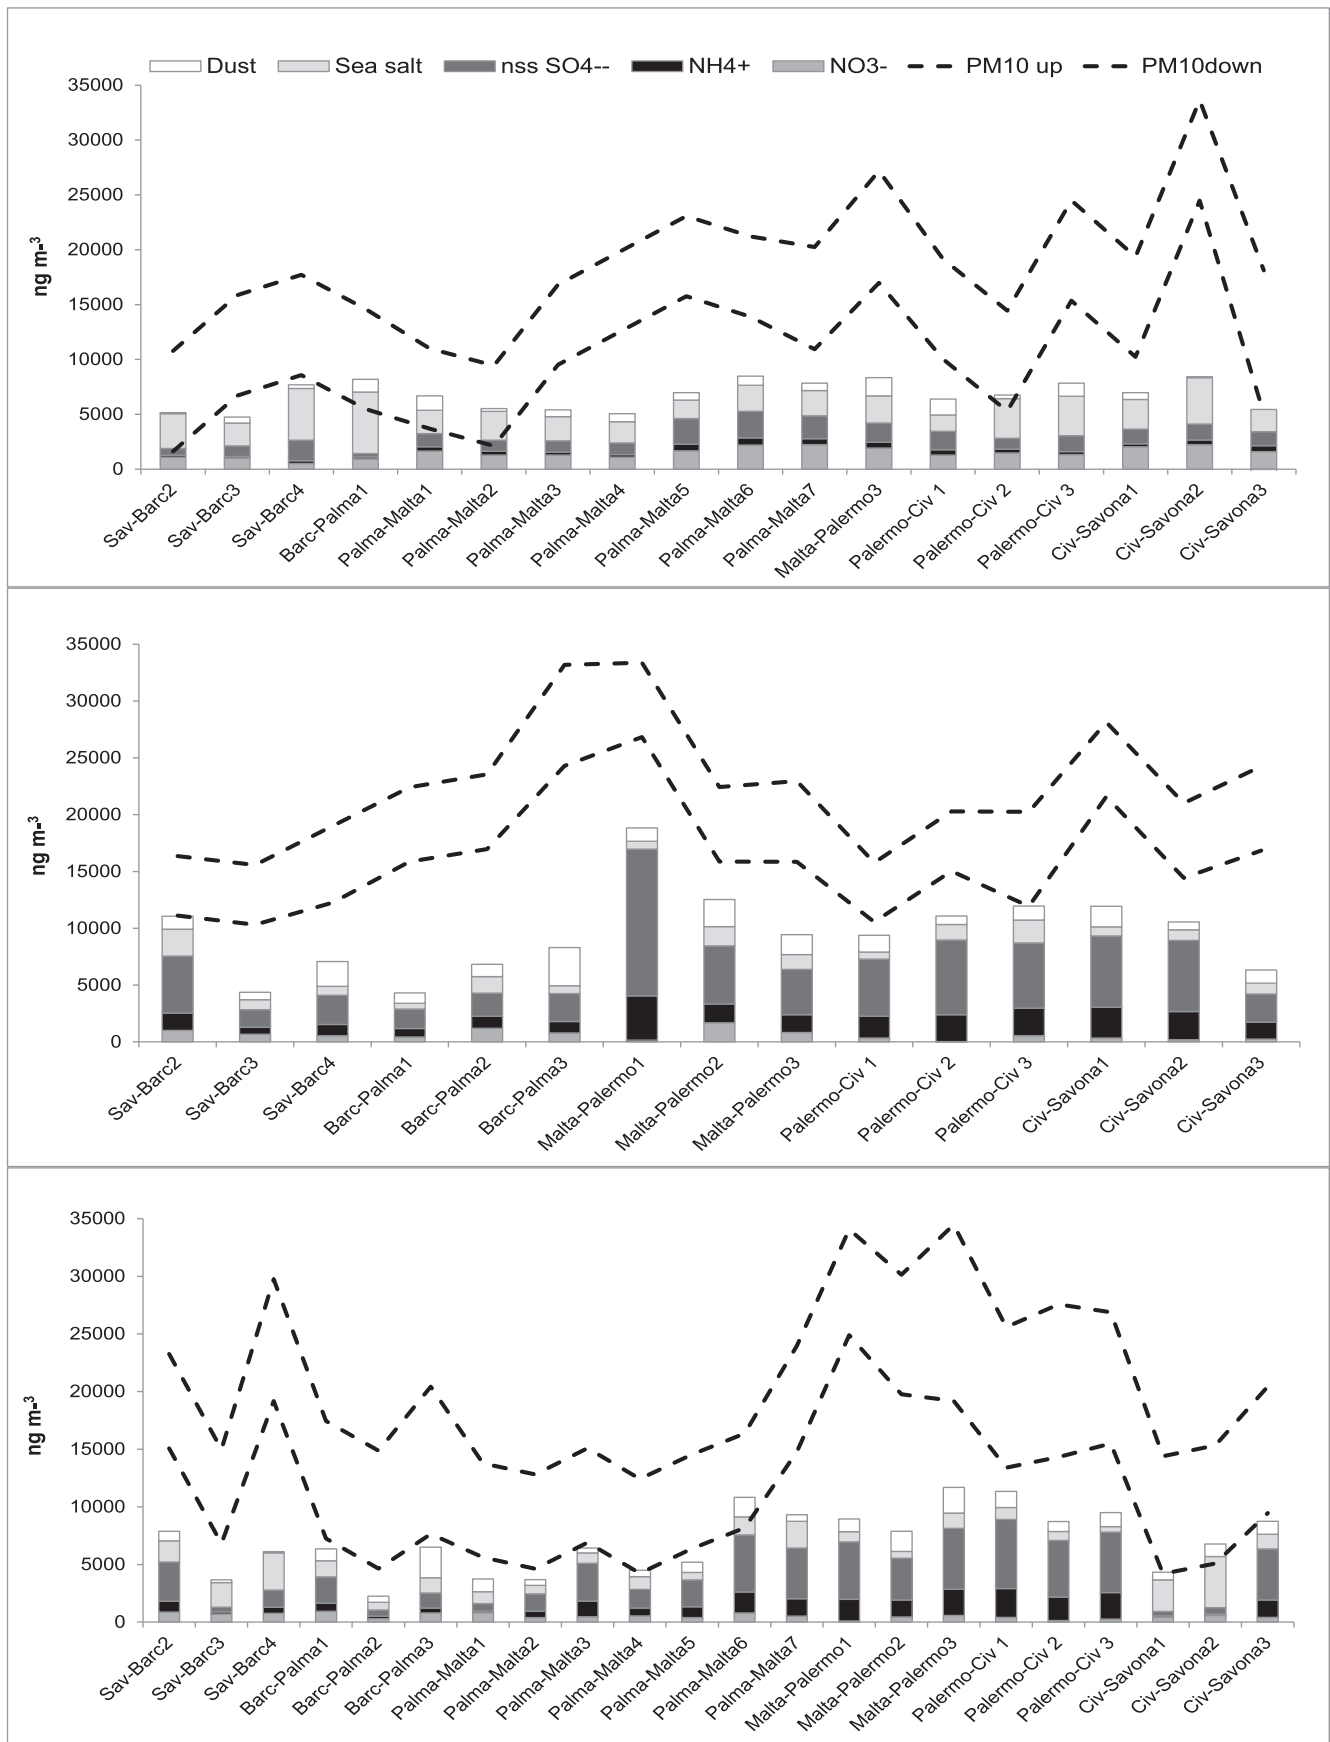 Dust Sea salt nss SO4-- NH4+ NO3- PM10 up PM10down
35000
30000
25000
20000
15000
10000
5000
0
ng m-3
Sav-Barc2
Sav-Barc3
Sav-Barc4
Barc-Palma1
Palma-Malta1
Palma-Malta2
Palma-Malta3
Palma-Malta4
Palma-Malta5
Palma-Malta6
Palma-Malta7
Malta-Palermo3
Palermo-Civ 1
Palermo-Civ 2
Palermo-Civ 3
Civ-Savona1
Civ-Savona2
Civ-Savona3
35000
30000
25000
20000
15000
10000
5000
0
ng m-3
Sav-Barc2
Sav-Barc3
Sav-Barc4
Barc-Palma1
Barc-Palma2
Barc-Palma3
Malta-Palermo1
Malta-Palermo2
Malta-Palermo3
Palermo-Civ 1
Palermo-Civ 2
Palermo-Civ 3
Civ-Savona1
Civ-Savona2
Civ-Savona3
35000
30000
25000
20000
15000
10000
5000
0
ng m-3
Sav-Barc2
Sav-Barc3
Sav-Barc4
Barc-Palma1
Barc-Palma2
Barc-Palma3
Palma-Malta1
Palma-Malta2
Palma-Malta3
Palma-Malta4
Palma-Malta5
Palma-Malta6
Palma-Malta7
Malta-Palermo1
Malta-Palermo2
Malta-Palermo3
Palermo-Civ 1
Palermo-Civ 2
Palermo-Civ 3
Civ-Savona1
Civ-Savona2
Civ-Savona3